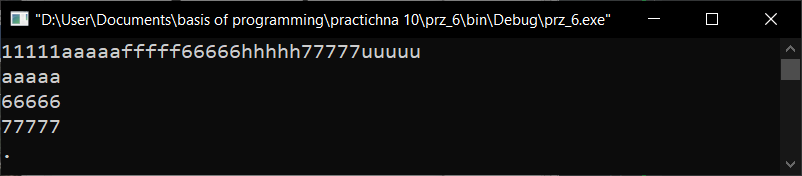 "D:\User\Documents\basis of programming\practichna 10\prz_6\bin\Debug\prz_6.exe"
11111aaaaafffff66666hhhhh77777uuuuu
aaaaa
66666
77777
.